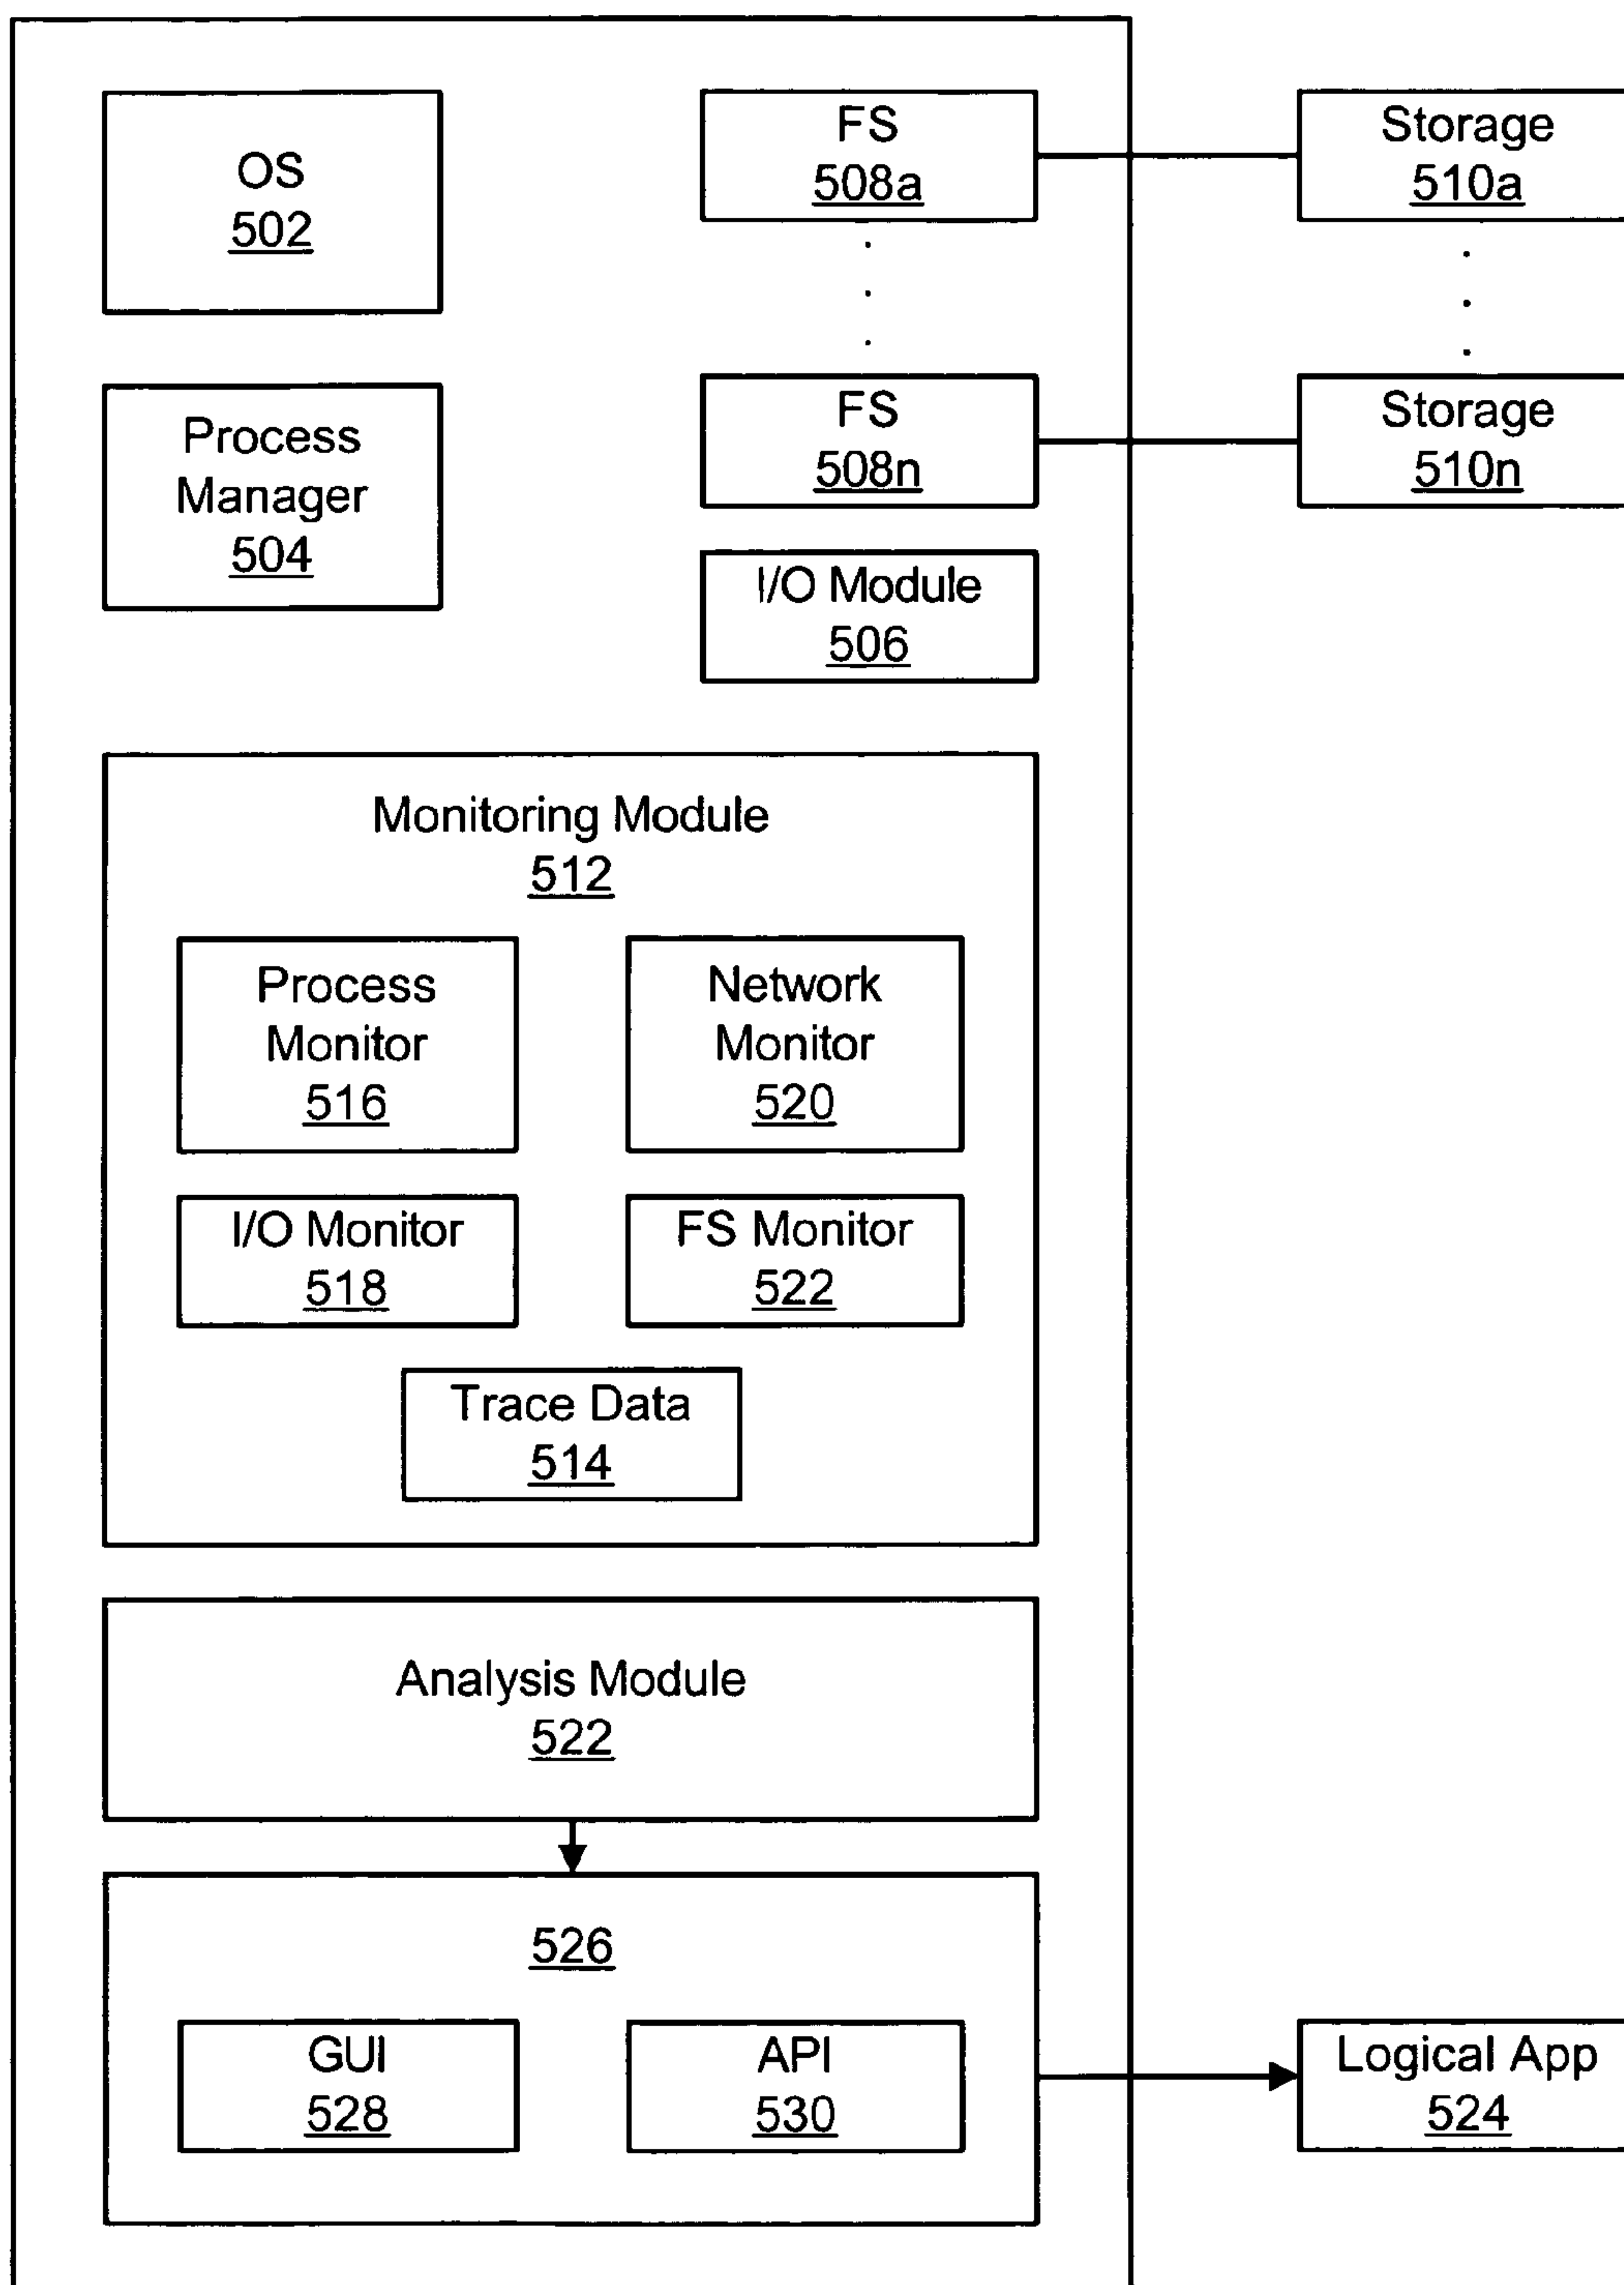 OS
502
FS
508a
Storage
510a
Process
Manager
504
FS
508n
Storage
510n
I/O Module
506
Monitoring Module
512
Process
Monitor
516
Network
Monitor
520
I/O Monitor
518
FS Monitor
522
Trace Data
514
Analysis Module
522
526
GUI
528
API
530
Logical App
524